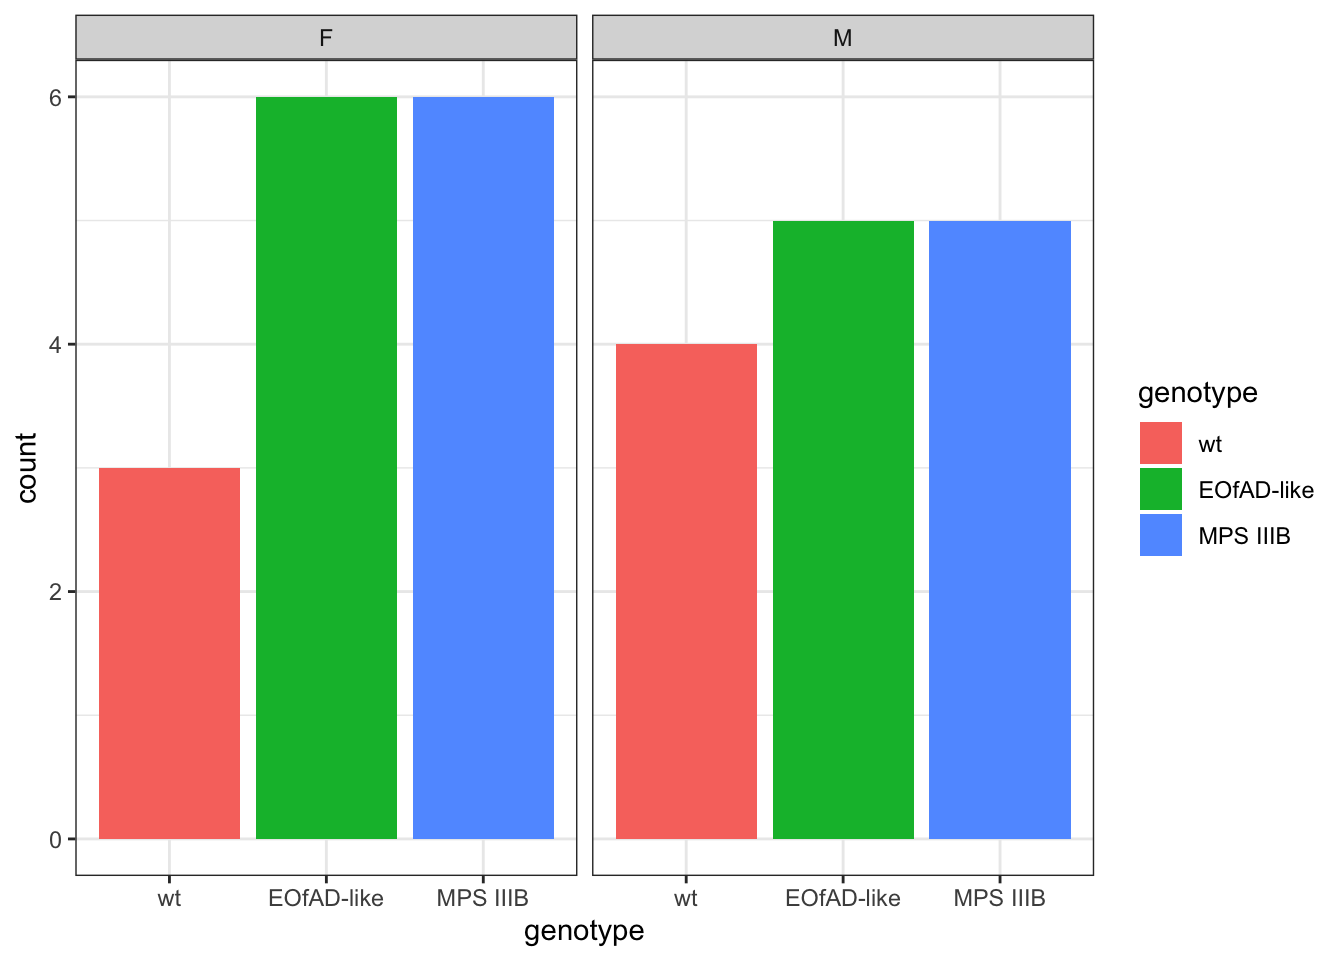 F
M
6
4
2
0
count
wt
EOfAD-like
MPS IIIB
wt
EOfAD-like
MPS IIIB
genotype
genotype
wt
EOfAD-like
MPS IIIB